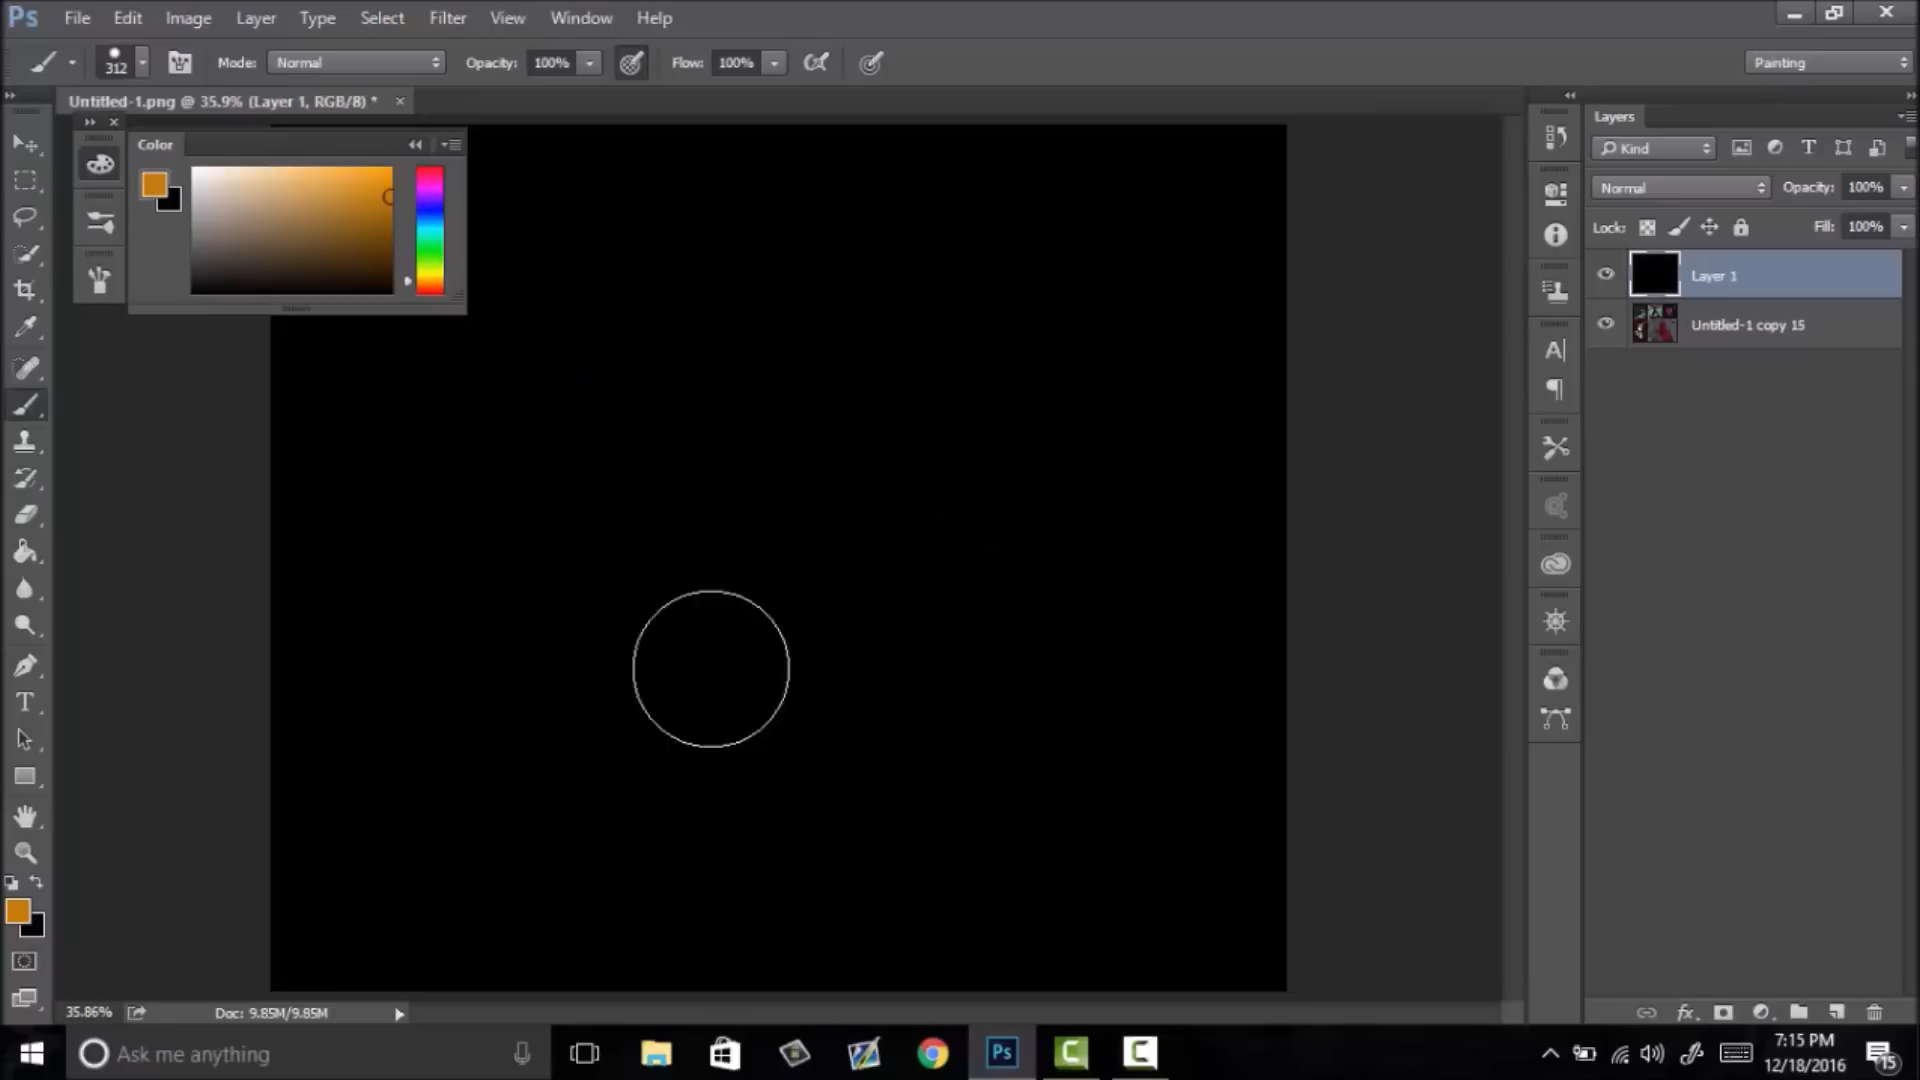 Ps File Edit Image Layer Type Select Filter View Window Help
312 Mode: Normal Opacity: 100% Flow: 100% Painting
Untitled-1.png @ 35.9% (Layer 1, RGB/8) * ×
Color
Layers
Kind
Normal Opacity: 100%
Lock: Fill: 100%
Layer 1
Untitled-1 copy 15
35.86% Doc: 9.85M/9.85M
Ask me anything
Ps
7:15 PM
12/18/2016
15